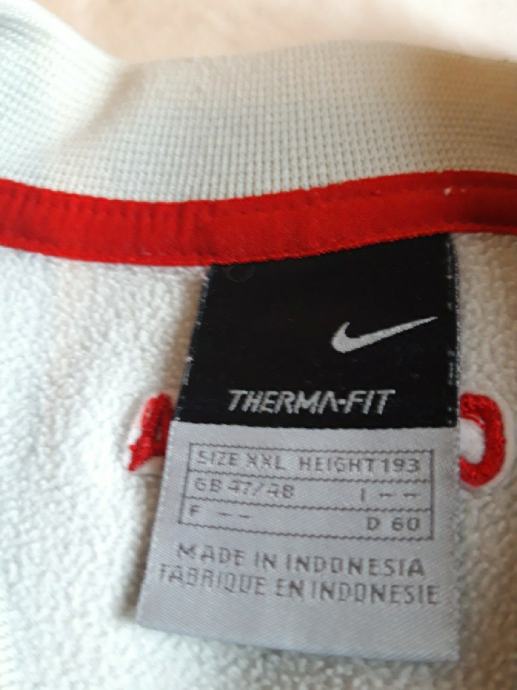 THERMA-FIT
SIZE XXL HEIGHT 193
GB 47/48 I - -
F - - D 60
MADE IN INDONESIA
FABRIQUE EN INDONESIE